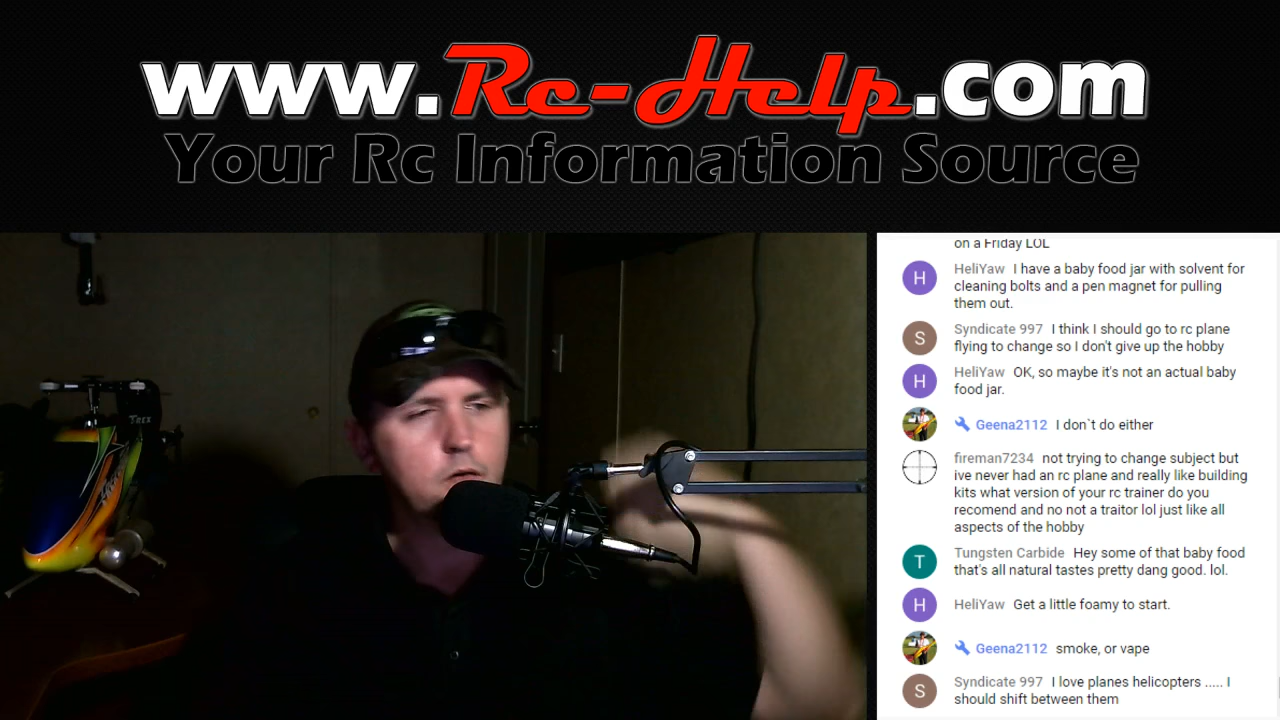 www.Rc-Help.com
Your Rc Information Source
on a Friday LOL
HeliYaw I have a baby food jar with solvent for
cleaning bolts and a pen magnet for pulling
them out.
S
Syndicate 997 I think I should go to rc plane
flying to change so I don't give up the hobby
H
HeliYaw OK, so maybe it's not an actual baby
food jar.
Geena2112 I don`t do either
fireman7234 not trying to change subject but
ive never had an rc plane and really like building
kits what version of your rc trainer do you
recomend and no not a traitor lol just like all
aspects of the hobby
T
Tungsten Carbide Hey some of that baby food
that's all natural tastes pretty dang good. lol.
H
HeliYaw Get a little foamy to start.
Geena2112 smoke, or vape
S
Syndicate 997 I love planes helicopters ..... I
should shift between them